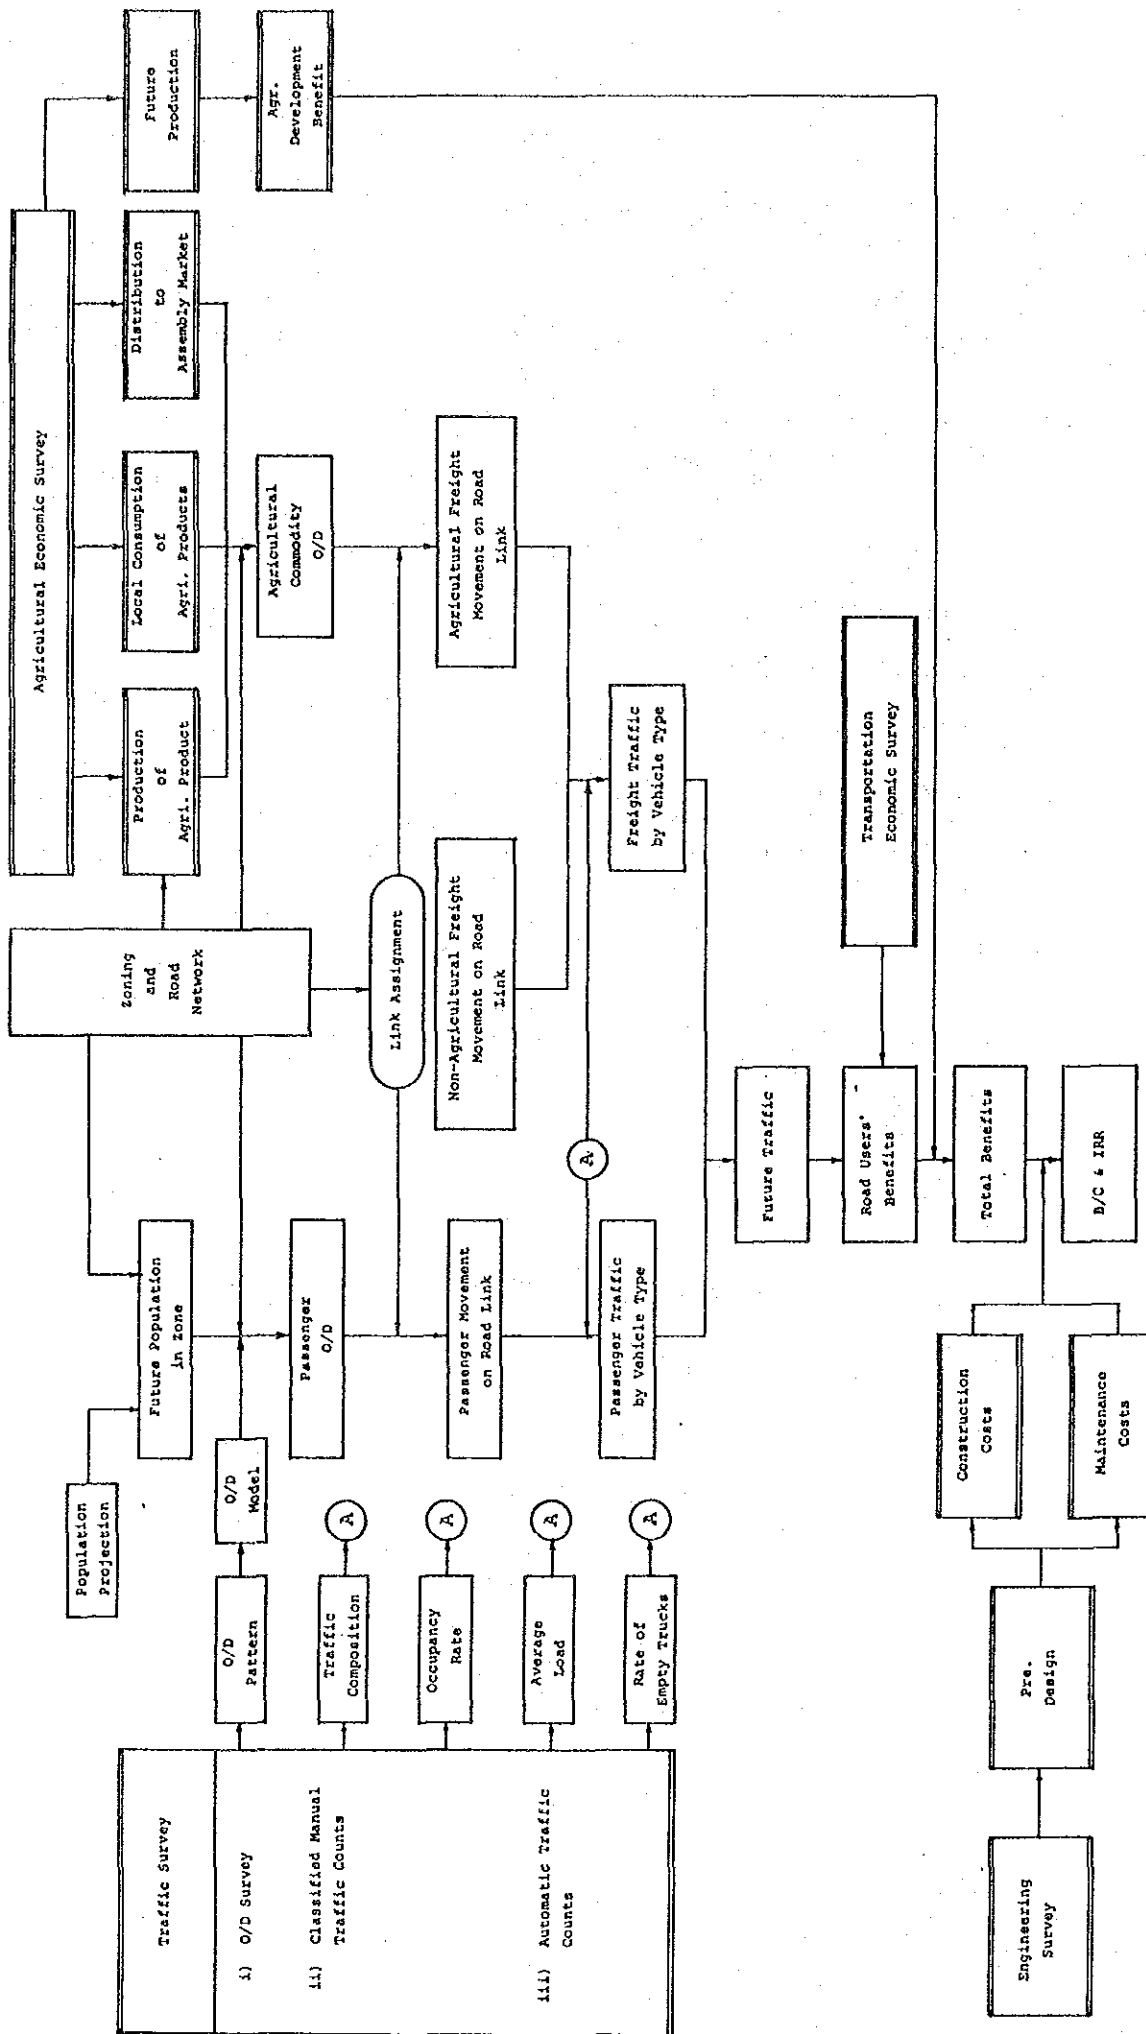 Traffic Survey
i) O/D Survey
ii) Classified Manual
Traffic Counts
iii) Automatic Traffic
Counts
O/D
Pattern
Traffic
Composition
Occupancy
Rate
Average
Load
Rate of
Empty Trucks
O/D
Model
A
A
A
A
Population
Projection
Future Population
in Zone
Passenger
O/D
Passenger Movement
on Road Link
Passenger Traffic
by Vehicle Type
Zoning
and
Road
Network
Link Assignment
Non-Agricultural Freight
Movement on Road
Link
A
Agricultural Economic Survey
Production
of
Agri. Product
Local Consumption
of
Agri. Products
Distribution
to
Assembly Market
Future
Production
Agr.
Development
Benefit
Agricultural
Commodity
O/D
Agricultural Freight
Movement on Road
Link
Freight Traffic
by Vehicle Type
Future Traffic
Transportation
Economic Survey
Road Users'
Benefits
Total Benefits
B/C & IRR
Engineering
Survey
Pre.
Design
Construction
Costs
Maintenance
Costs